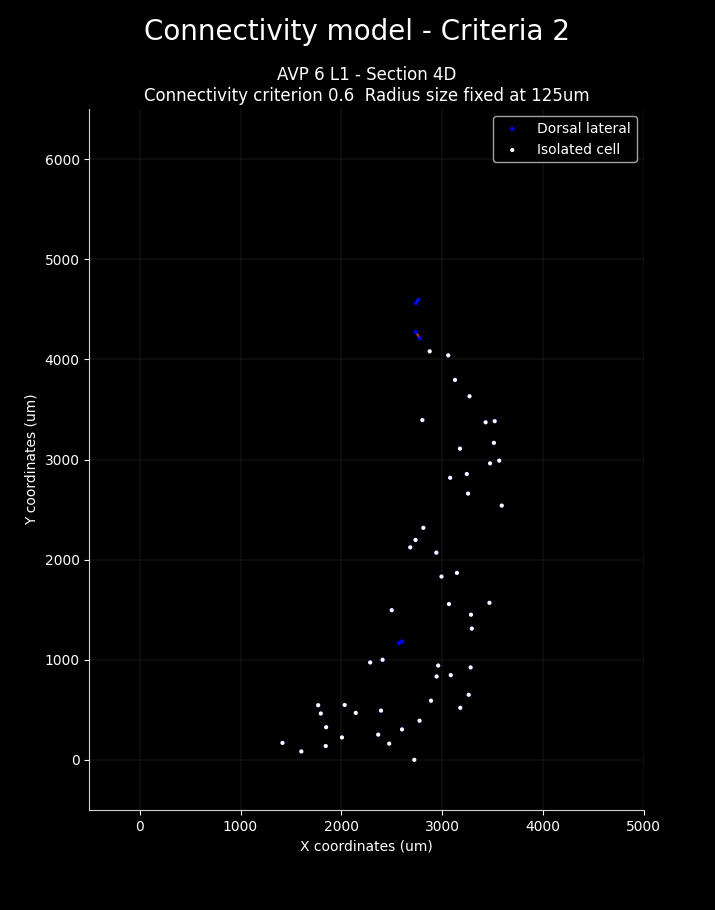 Connectivity model - Criteria 2
AVP 6 L1 - Section 4D
Connectivity criterion 0.6  Radius size fixed at 125um
Dorsal lateral
Isolated cell
6000
5000
4000
3000
2000
1000
0
Y coordinates (um)
0
1000
2000
3000
4000
5000
X coordinates (um)